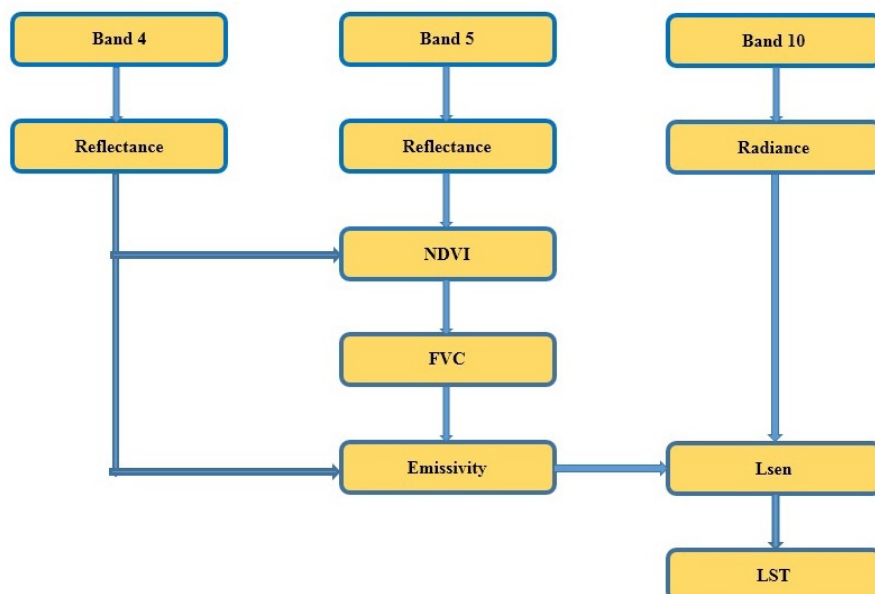 Band 4
Band 5
Band 10
Reflectance
Reflectance
Radiance
NDVI
FVC
Emissivity
Lsen
LST